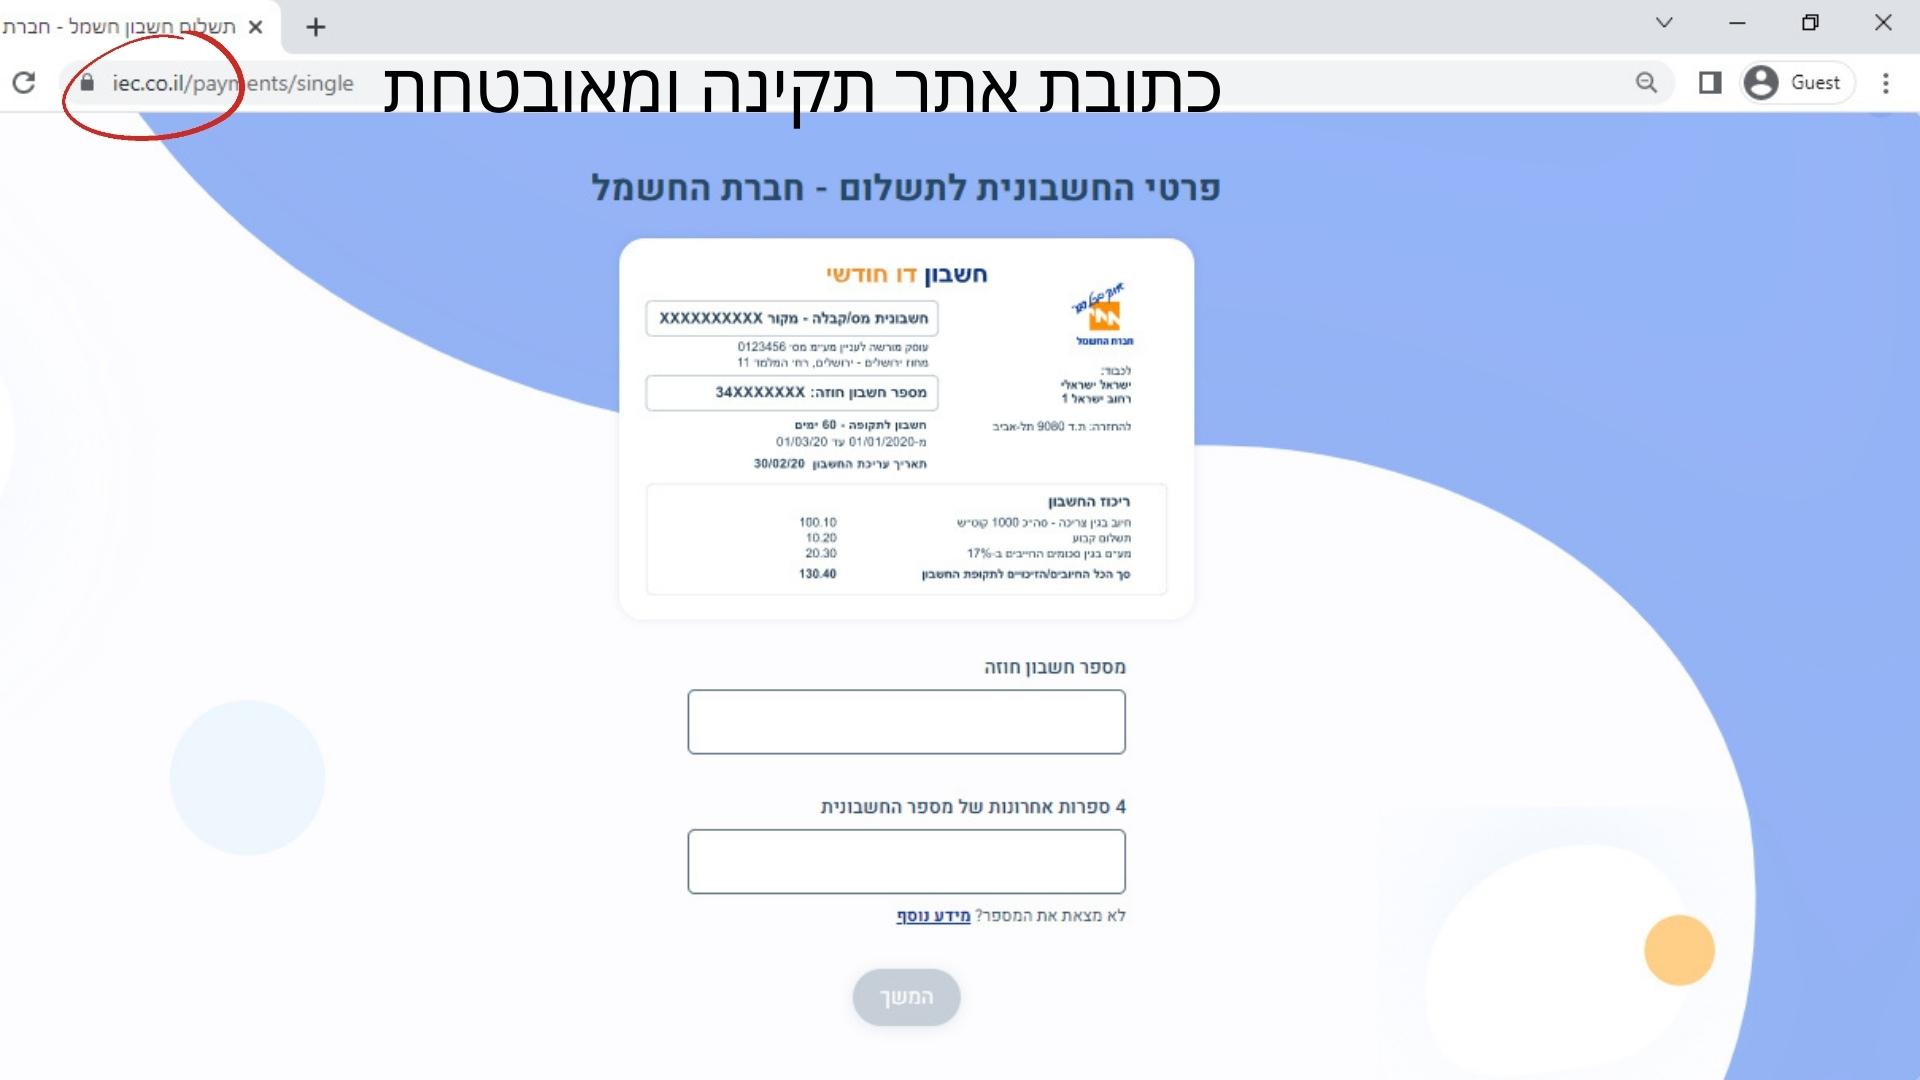 תשלום חשבון חשמל - חברת
iec.co.il/payments/single
כתובת אתר תקינה ומאובטחת
Guest
פרטי החשבונית לתשלום - חברת החשמל
חשבון דו חודשי
חשבונית מס/קבלה - מקור XXXXXXXXXX
עוסק מורשה לעניין מע״מ מס׳ 0123456
מחוז ירושלים - ירושלים, רח׳ המלמד 11
מספר חשבון חוזה: 34XXXXXXX
חשבון לתקופה - 60 ימים
מ-01/01/2020 עד 01/03/20
תאריך עריכת החשבון 30/02/20
חברת החשמל
לכבוד:
ישראל ישראלי
רחוב ישראל 1
להחזרה: ת.ד 9080 תל-אביב
ריכוז החשבון
חיוב בגין צריכה - סה״כ 1000 קוט״ש 100.10
תשלום קבוע 10.20
מע״מ בגין סכומים החייבים ב-17% 20.30
סך הכל החיובים/הזיכויים לתקופת החשבון 130.40
מספר חשבון חוזה
4 ספרות אחרונות של מספר החשבונית
לא מצאת את המספר? מידע נוסף
המשך